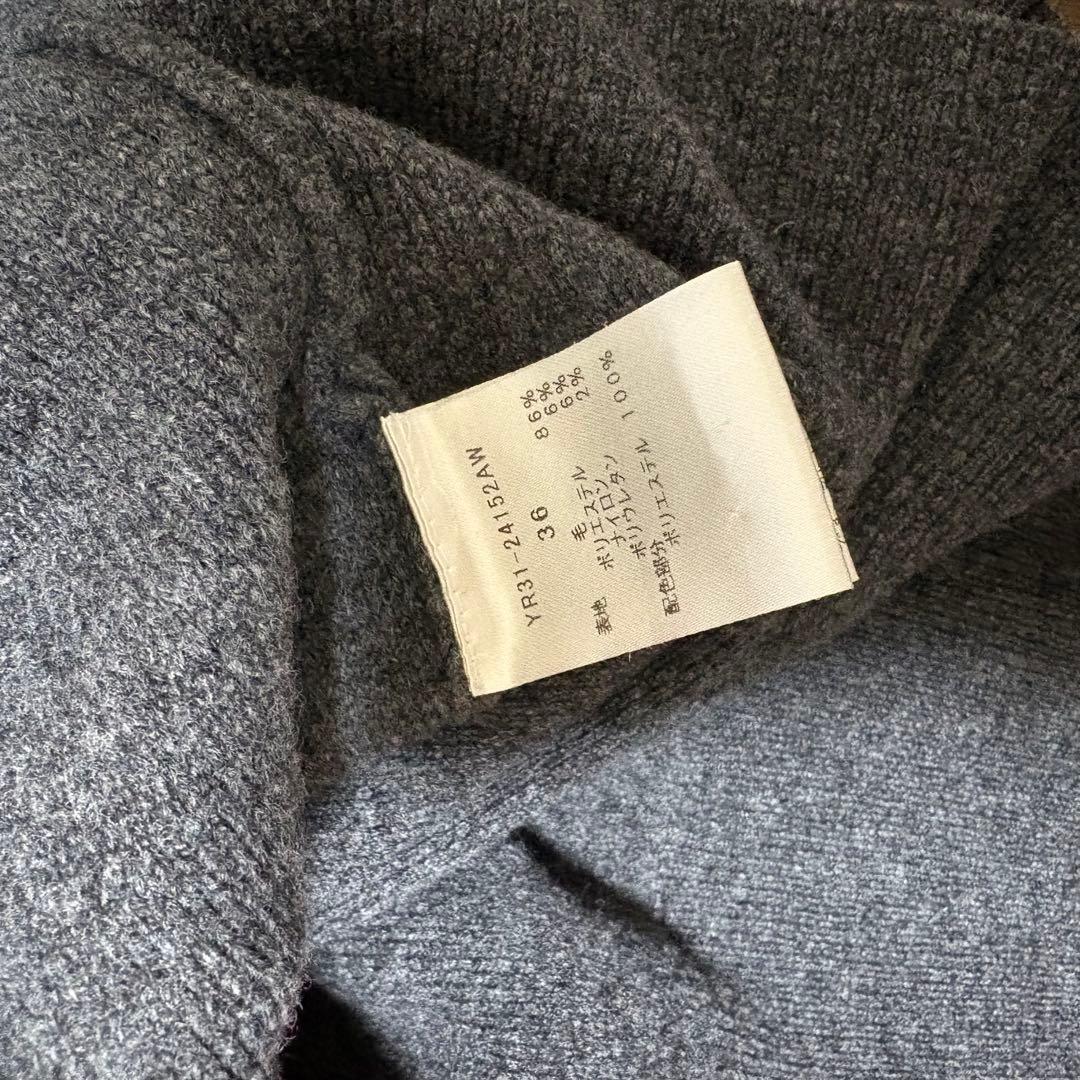 YR31-24152AW
36
表地 毛 86%
ポリエステル 6%
ナイロン 6%
ポリウレタン 2%
配色部分
ポリエステル 100%